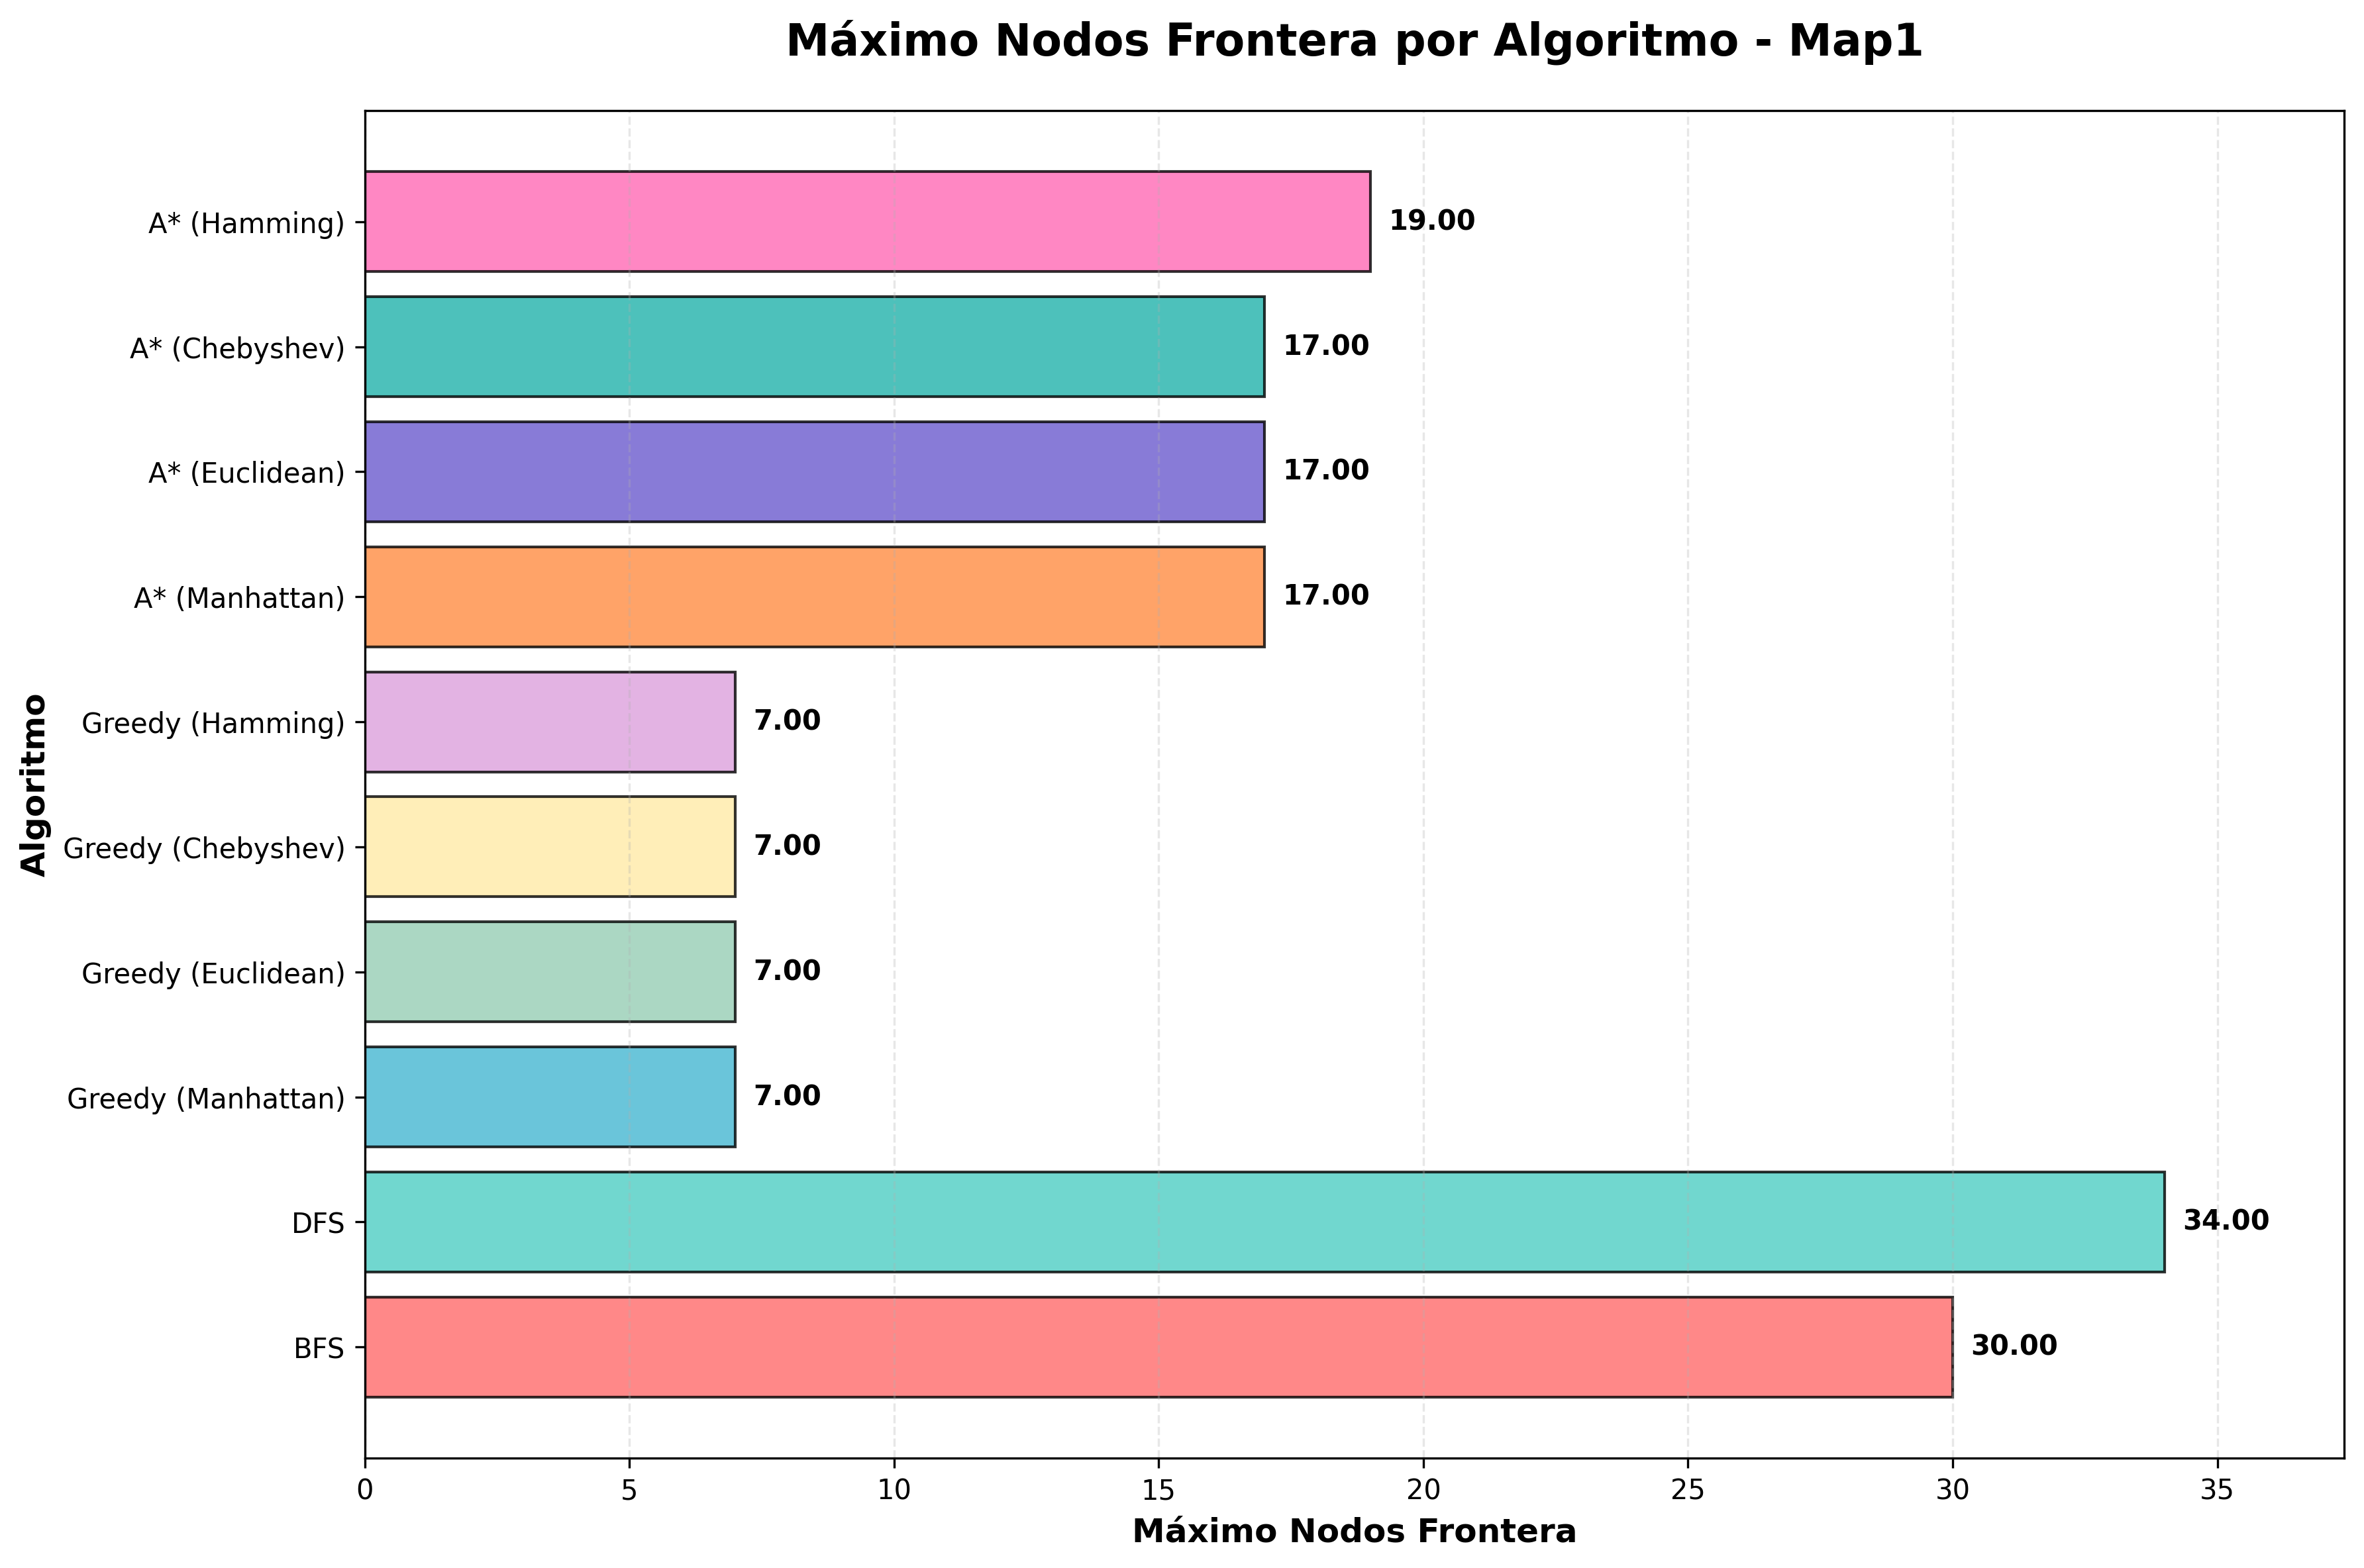 Máximo Nodos Frontera por Algoritmo - Map1
Algoritmo
A* (Hamming)
19.00
A* (Chebyshev)
17.00
A* (Euclidean)
17.00
A* (Manhattan)
17.00
Greedy (Hamming)
7.00
Greedy (Chebyshev)
7.00
Greedy (Euclidean)
7.00
Greedy (Manhattan)
7.00
DFS
34.00
BFS
30.00
0 5 10 15 20 25 30 35
Máximo Nodos Frontera